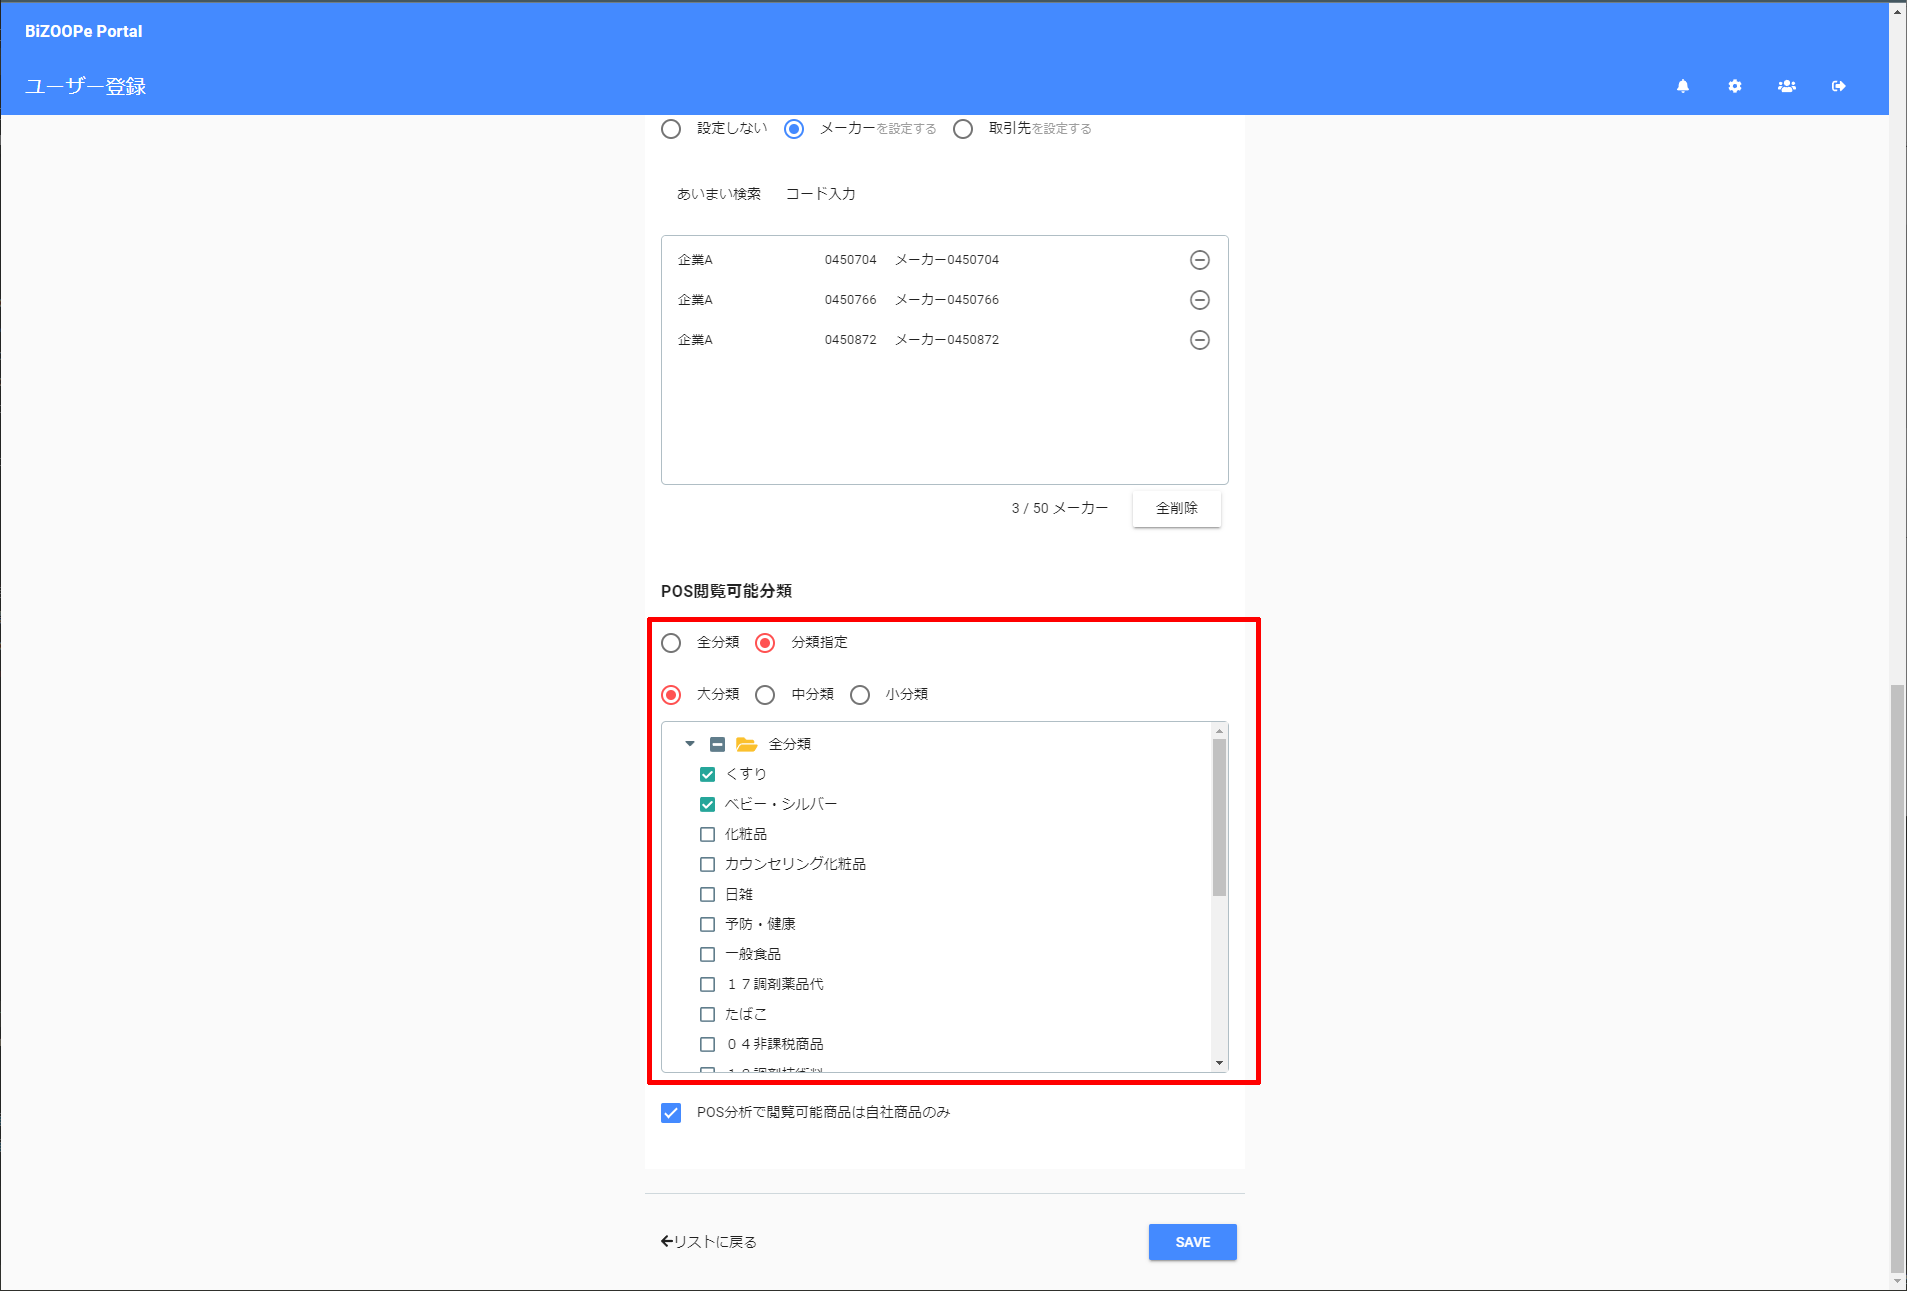 BiZOOPe Portal
ユーザー登録
設定しない メーカーを設定する 取引先を設定する
あいまい検索 コード入力
企業A 0450704 メーカー0450704
企業A 0450766 メーカー0450766
企業A 0450872 メーカー0450872
3 / 50 メーカー 全削除
POS閲覧可能分類
全分類 分類指定
大分類 中分類 小分類
全分類
くすり
ベビー・シルバー
化粧品
カウンセリング化粧品
日雑
予防・健康
一般食品
１７調剤薬品代
たばこ
０４非課税商品
POS分析で閲覧可能商品は自社商品のみ
リストに戻る SAVE